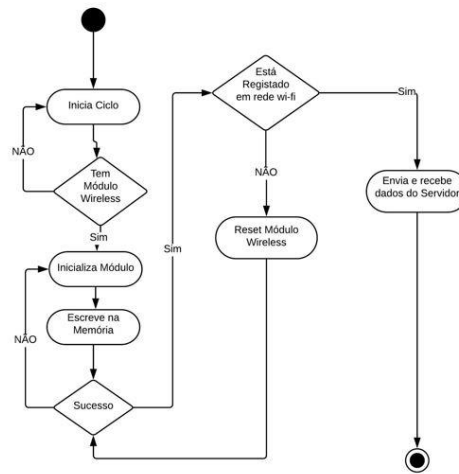 Inicia Ciclo
NÃO
Tem
Módulo
Wireless
Sim
Inicializa Módulo
Escreve na
Memória
NÃO
Sucesso
Sim
Está
Registado
em rede wi-fi
Sim
NÃO
Reset Módulo
Wireless
Envia e recebe
dados do Servidor